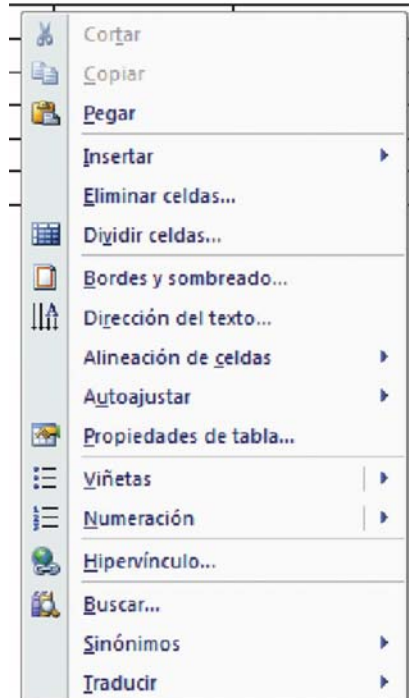 Cortar
Copiar
Pegar
Insertar
Eliminar celdas...
Dividir celdas...
Bordes y sombreado...
Dirección del texto...
Alineación de celdas
Autoajustar
Propiedades de tabla...
Viñetas
Numeración
Hipervínculo...
Buscar...
Sinónimos
Traducir